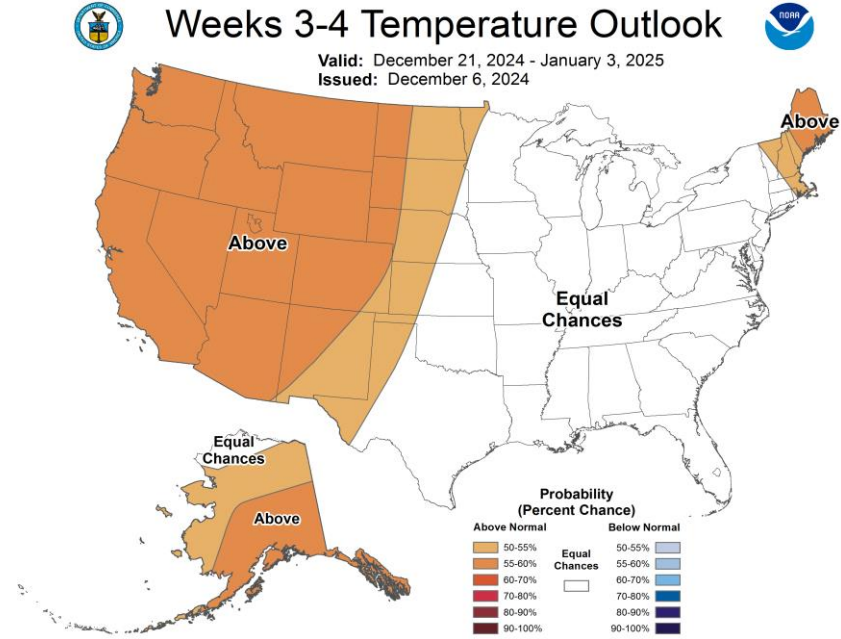 Weeks 3-4 Temperature Outlook
NOAA
Valid: December 21, 2024 - January 3, 2025
Issued: December 6, 2024
Above
Above
Equal
Chances
Equal
Chances
Above
Probability
(Percent Chance)
Above Normal
Below Normal
50-55%
55-60%
60-70%
70-80%
80-90%
90-100%
Equal
Chances
50-55%
55-60%
60-70%
70-80%
80-90%
90-100%